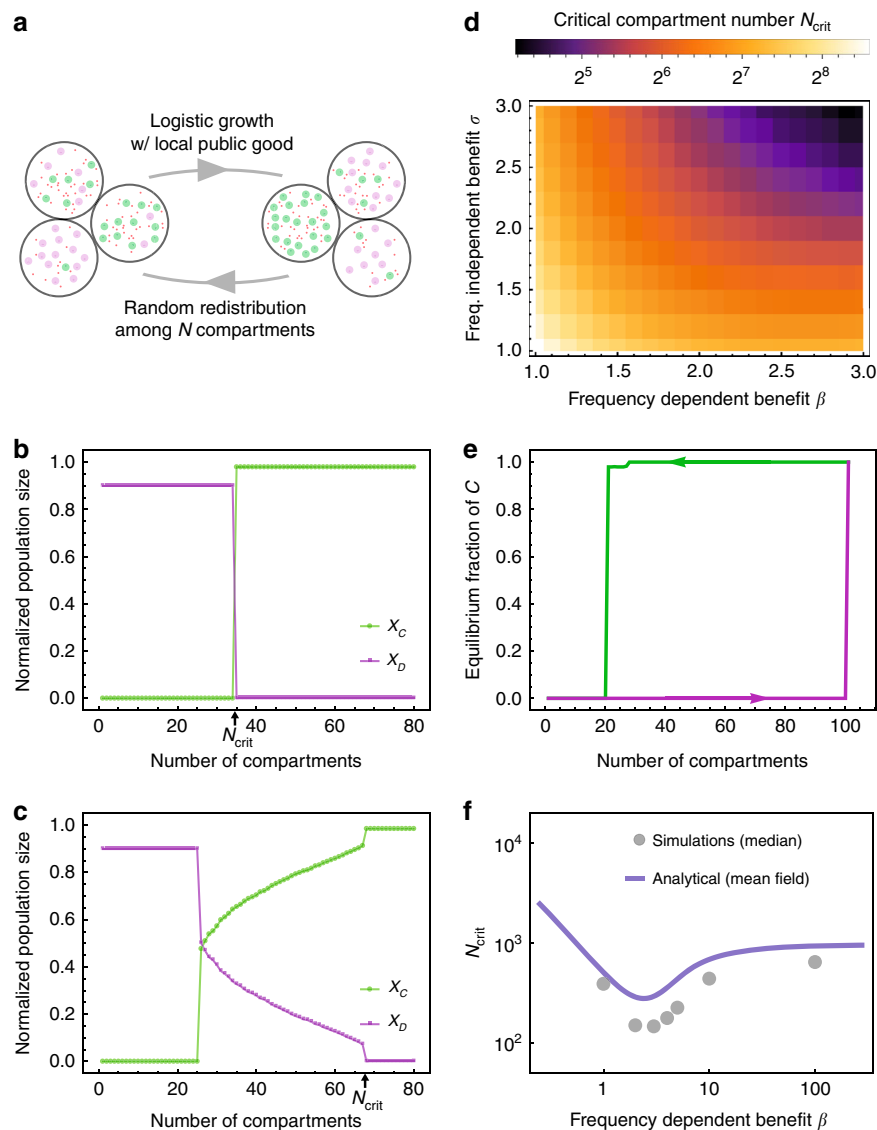 a
Logistic growth
w/ local public good
Random redistribution
among N compartments
d
Critical compartment number N_crit
2^5 2^6 2^7 2^8
Freq. independent benefit σ
3.0
2.5
2.0
1.5
1.0
1.0 1.5 2.0 2.5 3.0
Frequency dependent benefit β
b
Normalized population size
1.0
0.8
0.6
0.4
0.2
0.0
X_C
X_D
0 20 40 60 80
N_crit
Number of compartments
e
Equilibrium fraction of C
1.0
0.8
0.6
0.4
0.2
0.0
0 20 40 60 80 100
Number of compartments
c
Normalized population size
1.0
0.8
0.6
0.4
0.2
0.0
X_C
X_D
0 20 40 60 80
N_crit
Number of compartments
f
N_crit
10^4
10^3
10^2
Simulations (median)
Analytical (mean field)
1 10 100
Frequency dependent benefit β